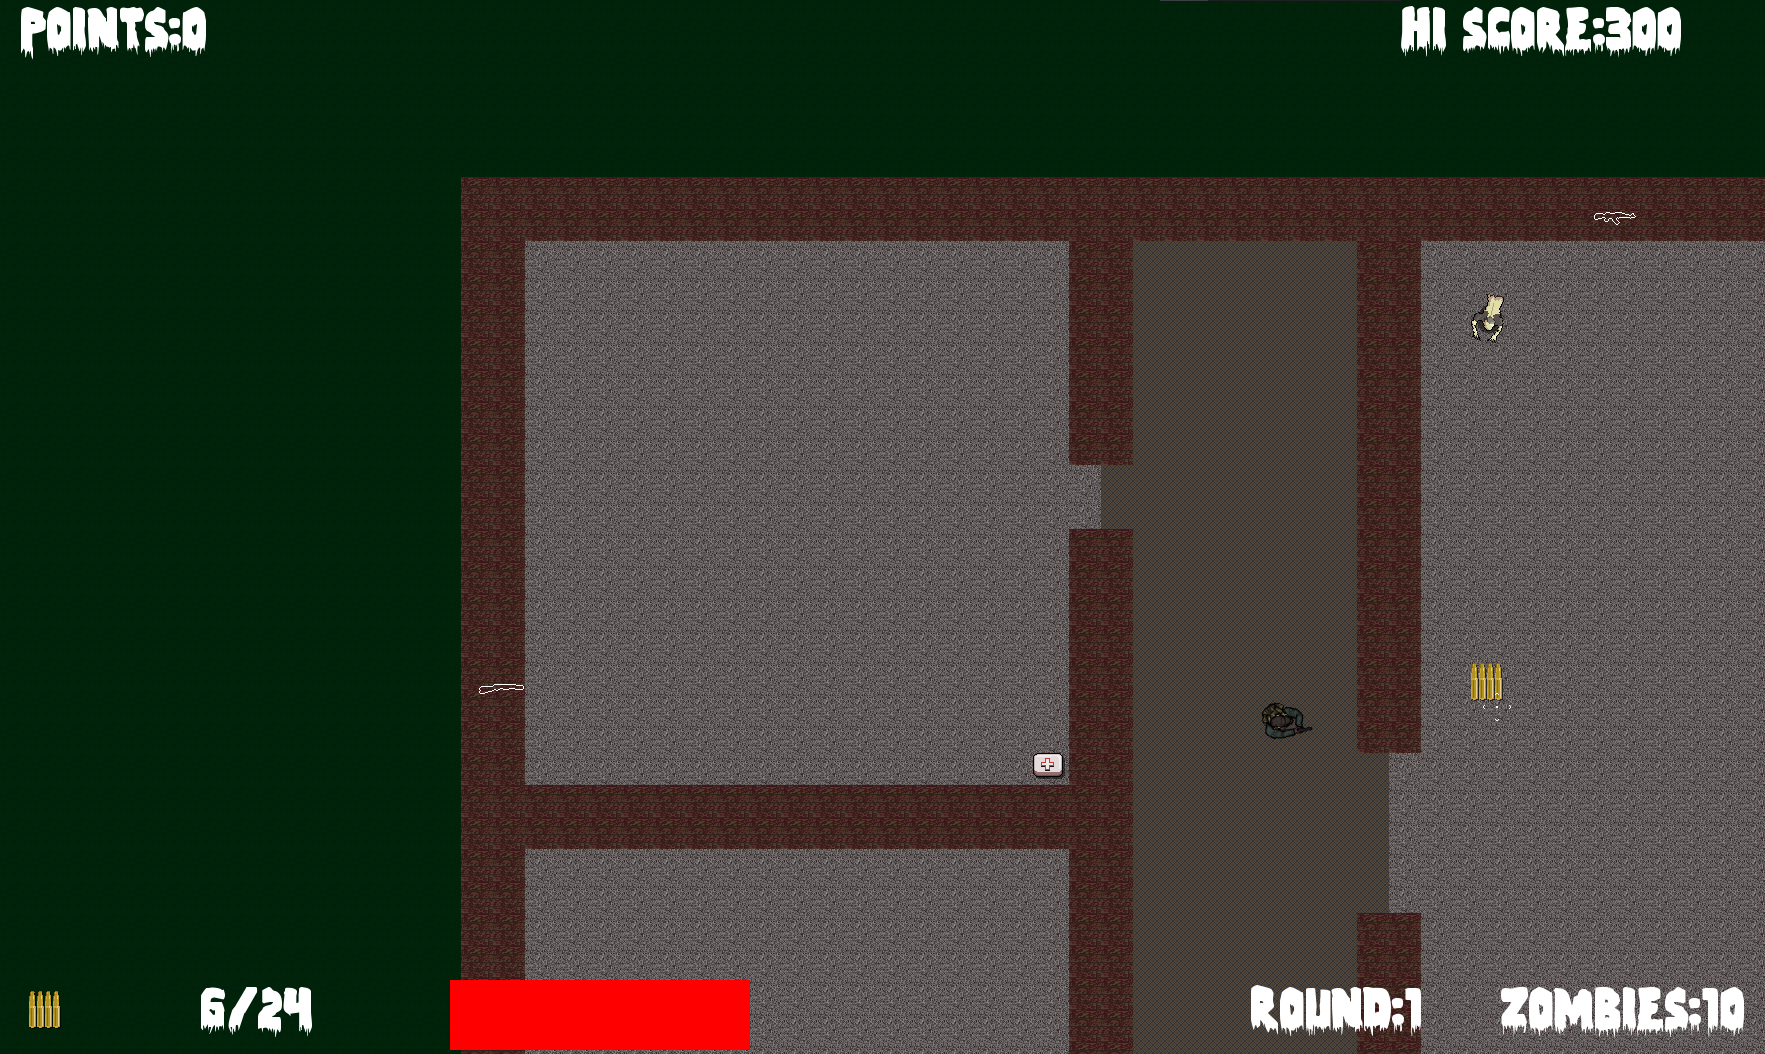 POINTS:0
HI SCORE:300
6/24
ROUND:1
ZOMBIES:10